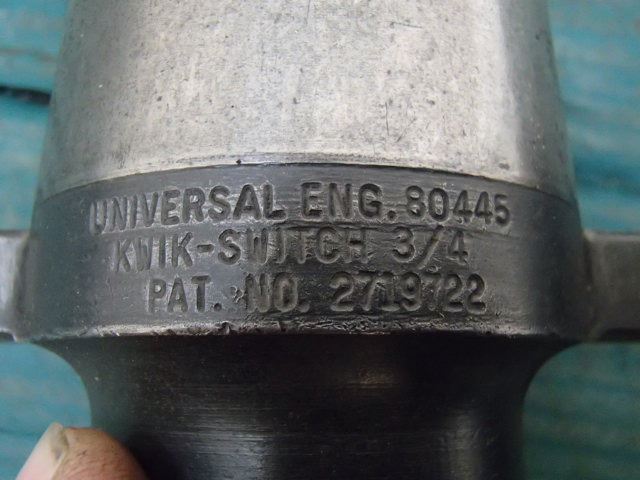 UNIVERSAL ENG. 80445
KWIK-SWITCH 3/4
PAT. NO. 2719722